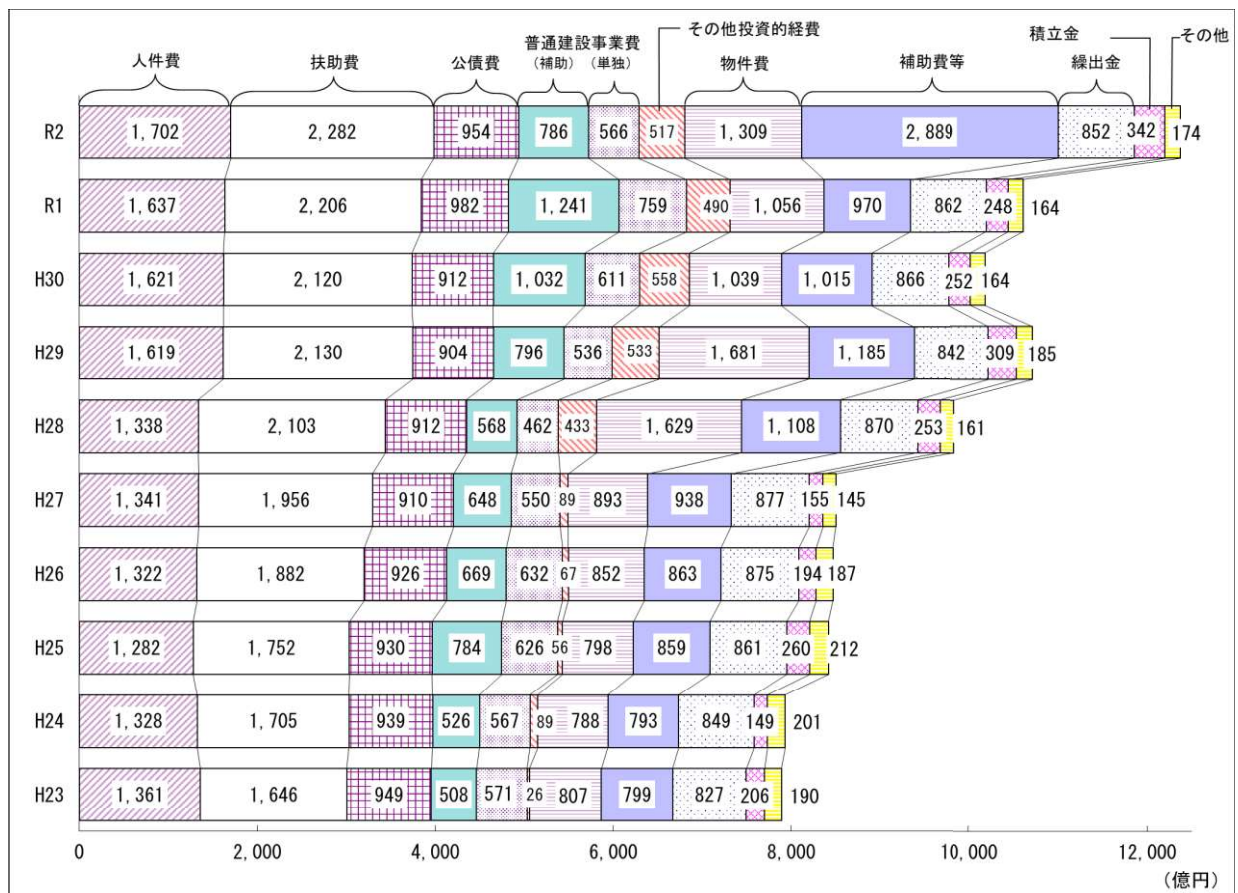 その他投資的経費
積立金
その他
人件費
扶助費
公債費
普通建設事業費
(補助)
(単独)
物件費
補助費等
繰出金
R2 1,702 2,282 954 786 566 517 1,309 2,889 852 342 174
R1 1,637 2,206 982 1,241 759 490 1,056 970 862 248 164
H30 1,621 2,120 912 1,032 611 558 1,039 1,015 866 252 164
H29 1,619 2,130 904 796 536 533 1,681 1,185 842 309 185
H28 1,338 2,103 912 568 462 433 1,629 1,108 870 253 161
H27 1,341 1,956 910 648 550 89 893 938 877 155 145
H26 1,322 1,882 926 669 632 67 852 863 875 194 187
H25 1,282 1,752 930 784 626 56 798 859 861 260 212
H24 1,328 1,705 939 526 567 89 788 793 849 149 201
H23 1,361 1,646 949 508 571 26 807 799 827 206 190
0 2,000 4,000 6,000 8,000 10,000 12,000
(億円)